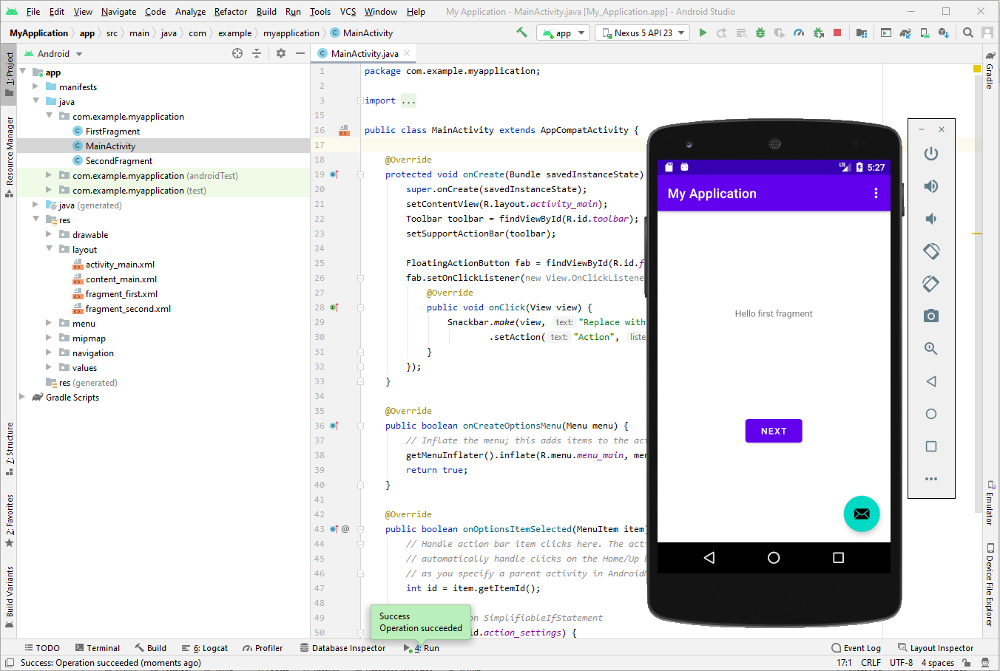 File Edit View Navigate Code Analyze Refactor Build Run Tools VCS Window Help My Application - MainActivity.java [My_Application.app] - Android Studio
MyApplication app src main java com example myapplication MainActivity app Nexus 5 API 23
1: Project
Resource Manager
7: Structure
2: Favorites
Build Variants
Android
app
manifests
java
com.example.myapplication
FirstFragment
MainActivity
SecondFragment
com.example.myapplication (androidTest)
com.example.myapplication (test)
java (generated)
res
drawable
layout
activity_main.xml
content_main.xml
fragment_first.xml
fragment_second.xml
menu
mipmap
navigation
values
res (generated)
Gradle Scripts
MainActivity.java
1 package com.example.myapplication;
2
3 import ...
15
16 public class MainActivity extends AppCompatActivity {
17
18 @Override
19 protected void onCreate(Bundle savedInstanceState)
20 super.onCreate(savedInstanceState);
21 setContentView(R.layout.activity_main);
22 Toolbar toolbar = findViewById(R.id.toolbar);
23 setSupportActionBar(toolbar);
24
25 FloatingActionButton fab = findViewById(R.id.f
26 fab.setOnClickListener(new View.OnClickListene
27 @Override
28 public void onClick(View view) {
29 Snackbar.make(view, text: "Replace with
30 .setAction( text: "Action", liste
31 }
32 });
33 }
34
35 @Override
36 public boolean onCreateOptionsMenu(Menu menu) {
37 // Inflate the menu; this adds items to the act
38 getMenuInflater().inflate(R.menu.menu_main, men
39 return true;
40 }
41
42 @Override
43 @ public boolean onOptionsItemSelected(MenuItem item)
44 // Handle action bar item clicks here. The acti
45 // automatically handle clicks on the Home/Up b
46 // as you specify a parent activity in AndroidM
47 int id = item.getItemId();
48
49 on SimplifiableIfStatement
50 d.action_settings) {
LTE 5:27
My Application
Hello first fragment
NEXT
Gradle
Emulator
Device File Explorer
Success
Operation succeeded
TODO Terminal Build 6: Logcat Profiler Database Inspector 4: Run Event Log Layout Inspector
Success: Operation succeeded (moments ago) 17:1 CRLF UTF-8 4 spaces